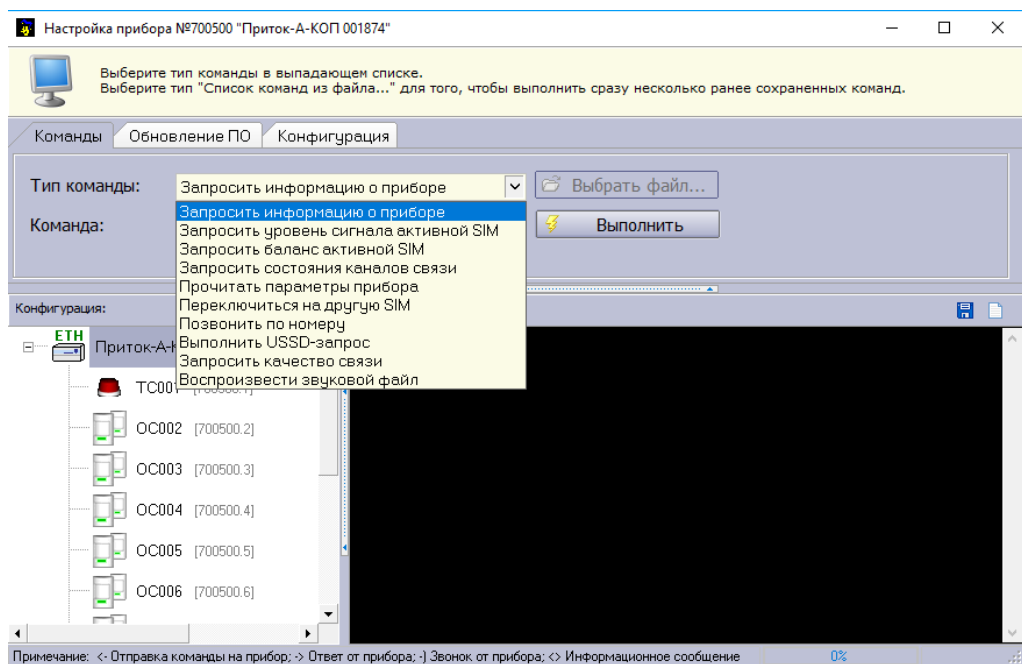 Настройка прибора №700500 "Приток-А-КОП 001874"
Выберите тип команды в выпадающем списке.
Выберите тип "Список команд из файла..." для того, чтобы выполнить сразу несколько ранее сохраненных команд.
Команды Обновление ПО Конфигурация
Тип команды: Запросить информацию о приборе Выбрать файл...
Команда: Выполнить
Запросить информацию о приборе
Запросить уровень сигнала активной SIM
Запросить баланс активной SIM
Запросить состояния каналов связи
Прочитать параметры прибора
Переключиться на другую SIM
Позвонить по номеру
Выполнить USSD-запрос
Запросить качество связи
Воспроизвести звуковой файл
Конфигурация:
ETH
Приток-А-К
ТС001 [700500.1]
ОС002 [700500.2]
ОС003 [700500.3]
ОС004 [700500.4]
ОС005 [700500.5]
ОС006 [700500.6]
Примечание: <- Отправка команды на прибор; -> Ответ от прибора; -) Звонок от прибора; <> Информационное сообщение 0%